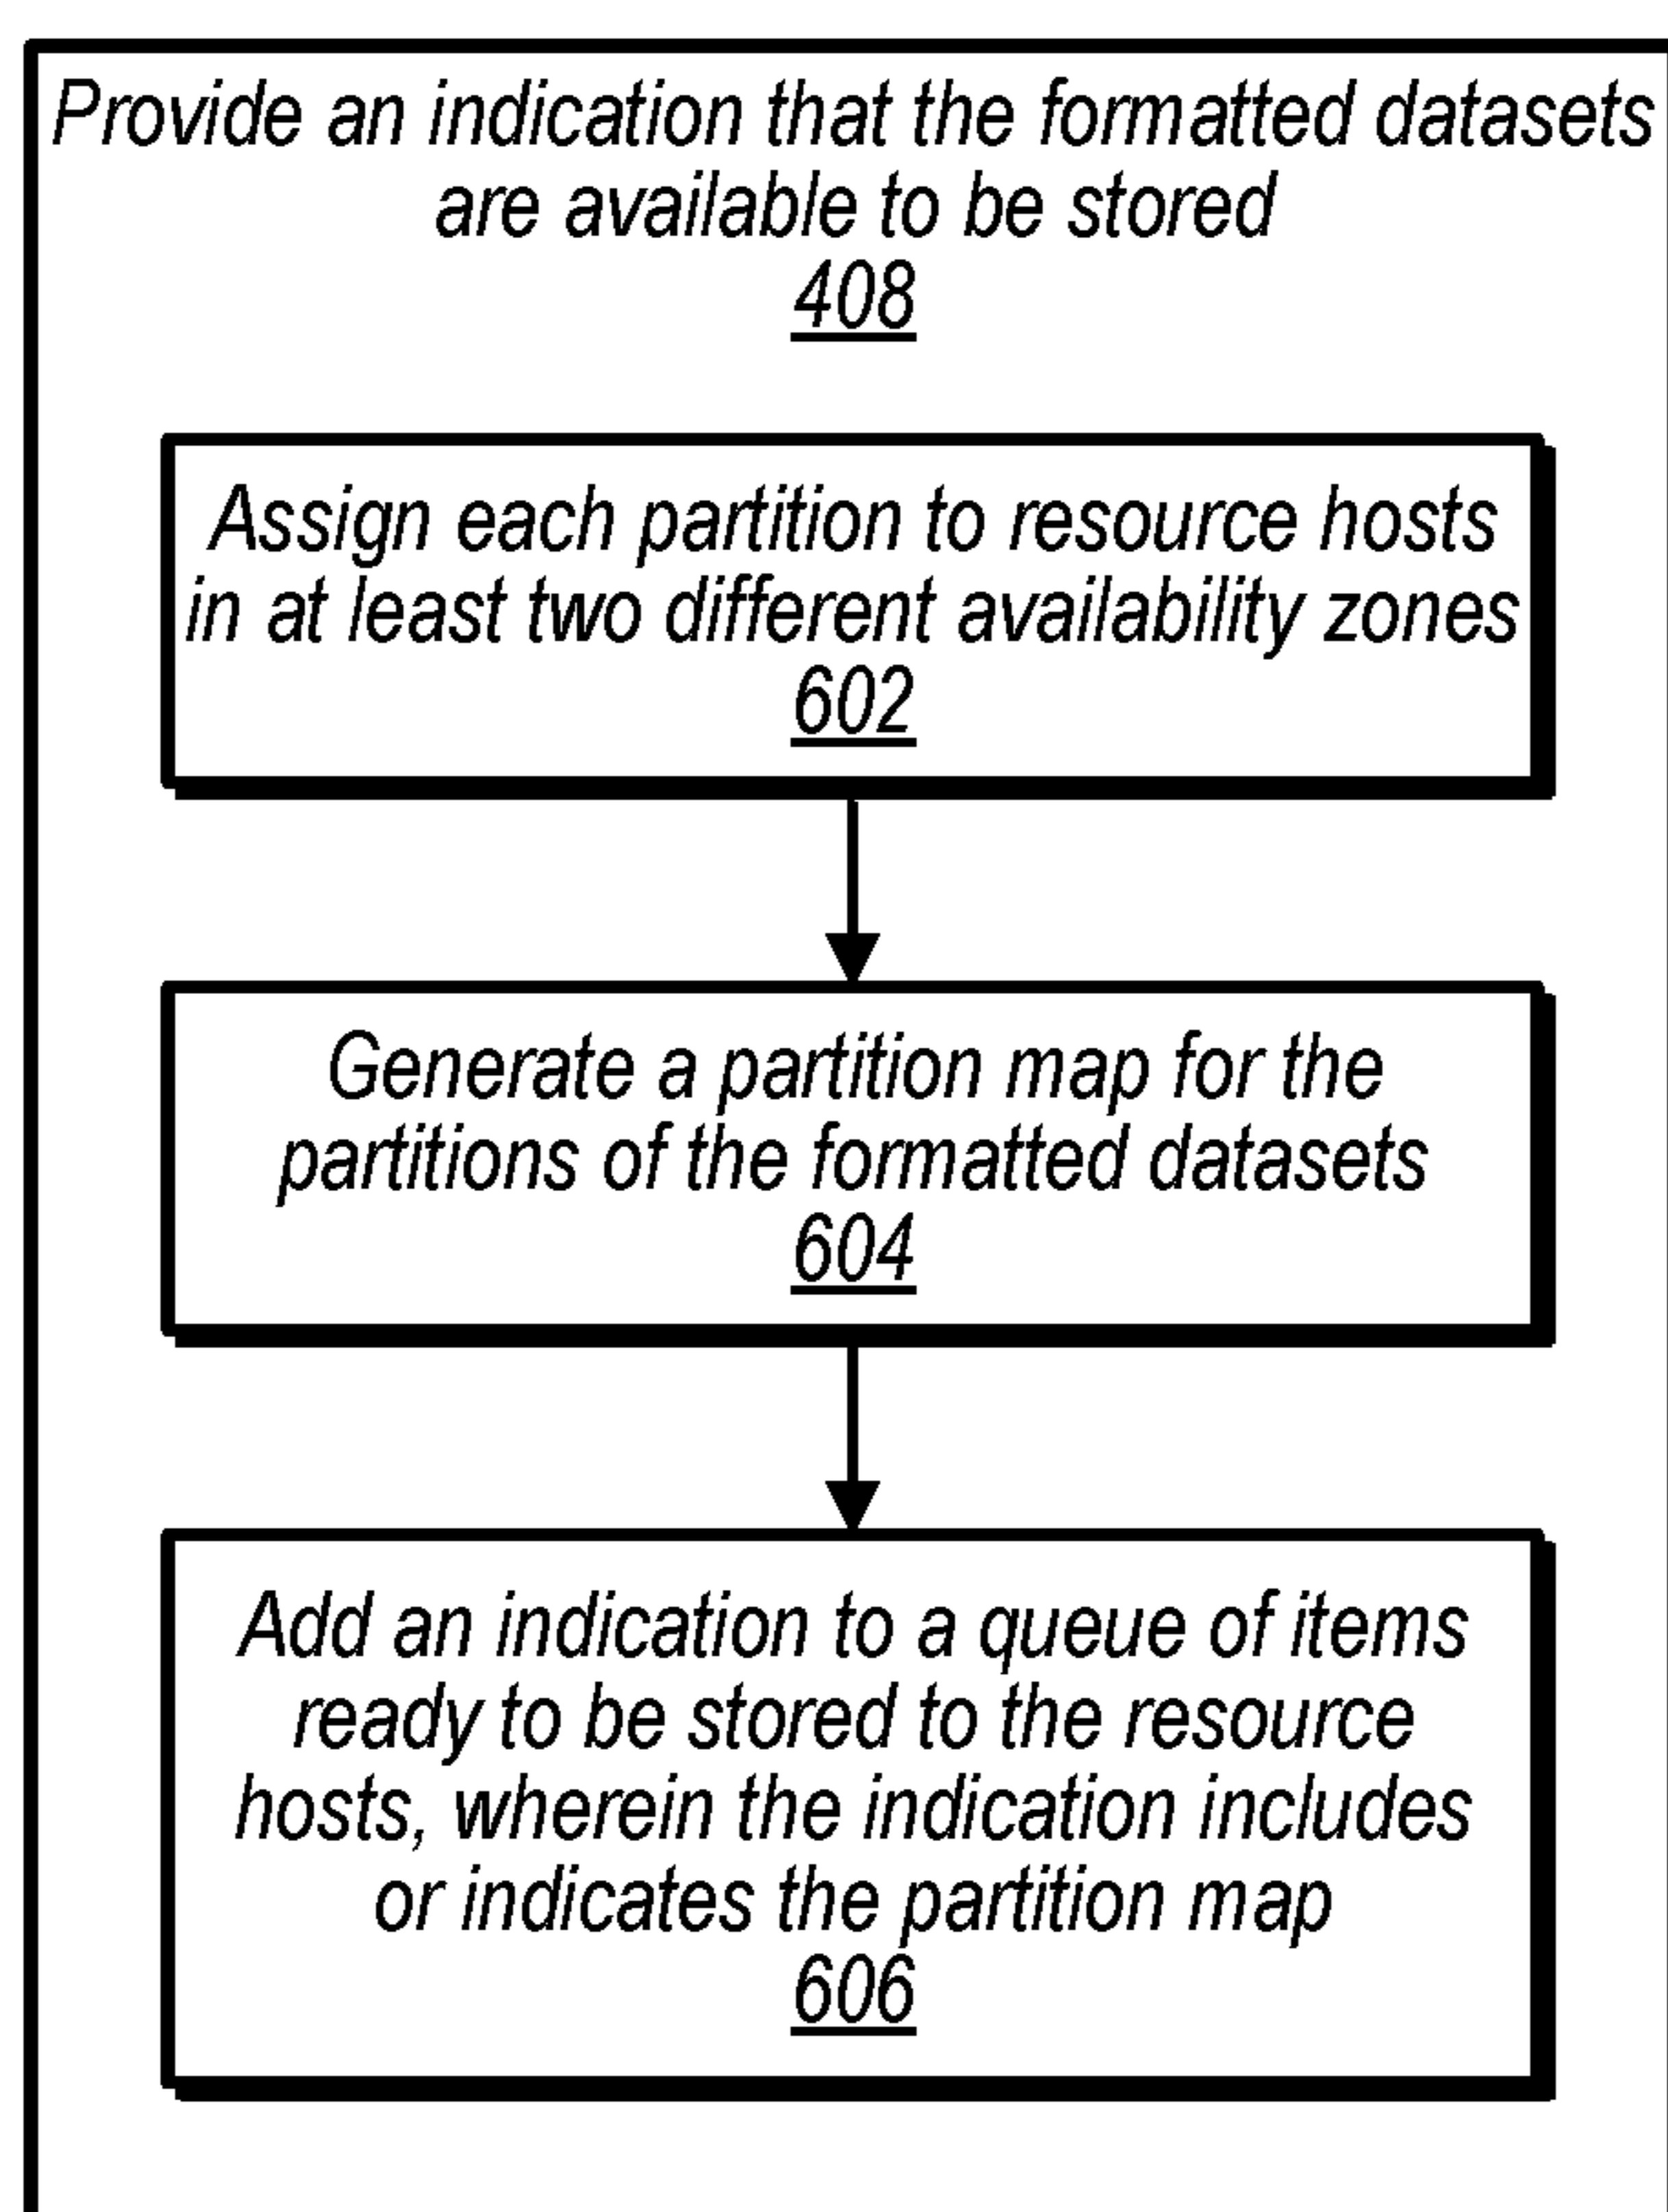 Provide an indication that the formatted datasets
are available to be stored
408
Assign each partition to resource hosts
in at least two different availability zones
602
Generate a partition map for the
partitions of the formatted datasets
604
Add an indication to a queue of items
ready to be stored to the resource
hosts, wherein the indication includes
or indicates the partition map
606